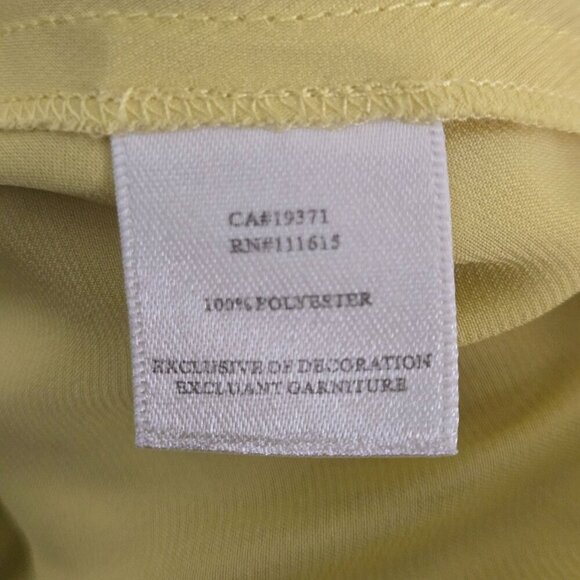 CA#19371
RN#111615
100% POLYESTER
EXCLUSIVE OF DECORATION
EXCLUANT GARNITURE